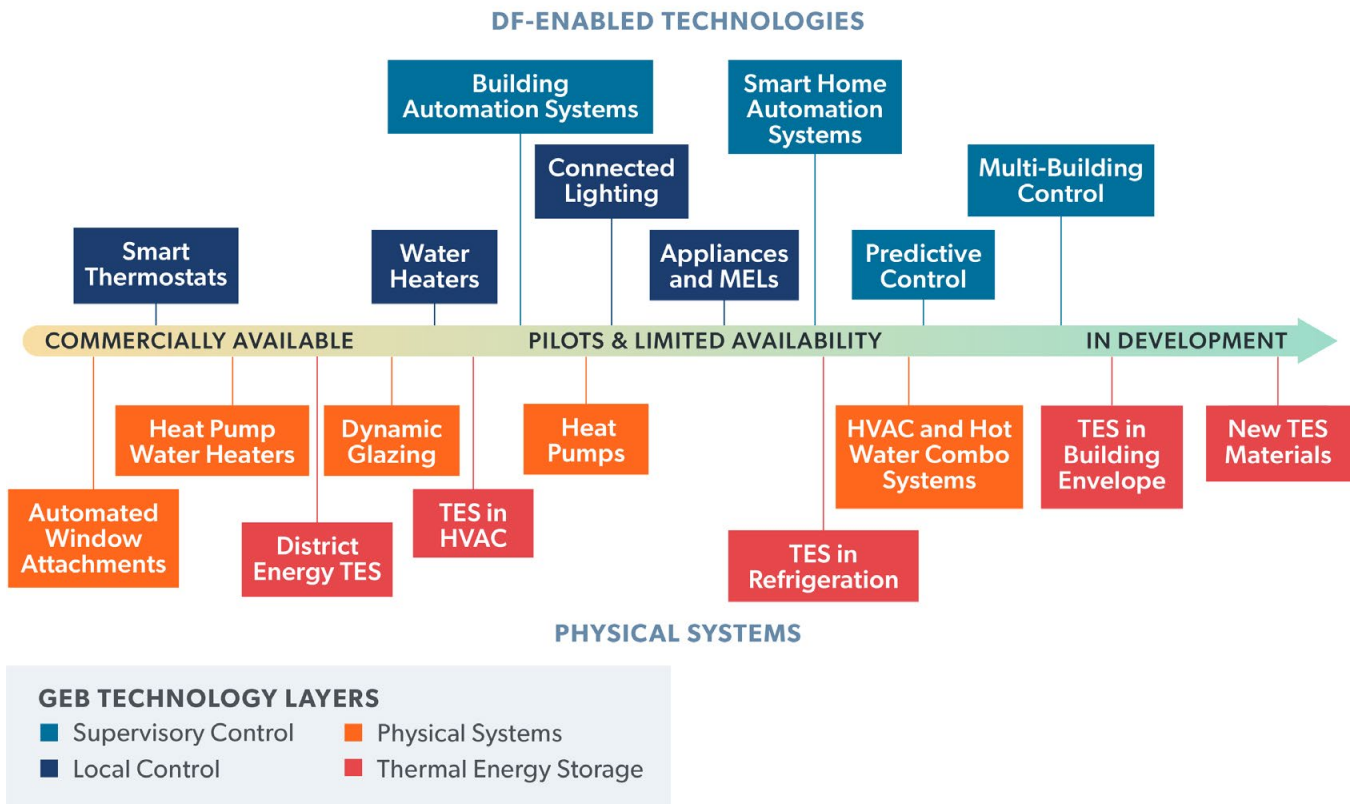 DF-ENABLED TECHNOLOGIES
Building
Automation Systems
Smart Home
Automation
Systems
Connected
Lighting
Multi-Building
Control
Smart
Thermostats
Water
Heaters
Appliances
and MELs
Predictive
Control
COMMERCIALLY AVAILABLE
PILOTS & LIMITED AVAILABILITY
IN DEVELOPMENT
Heat Pump
Water Heaters
Dynamic
Glazing
Heat
Pumps
HVAC and Hot
Water Combo
Systems
TES in
Building
Envelope
New TES
Materials
Automated
Window
Attachments
District
Energy TES
TES in
HVAC
TES in
Refrigeration
PHYSICAL SYSTEMS
GEB TECHNOLOGY LAYERS
Supervisory Control
Physical Systems
Local Control
Thermal Energy Storage